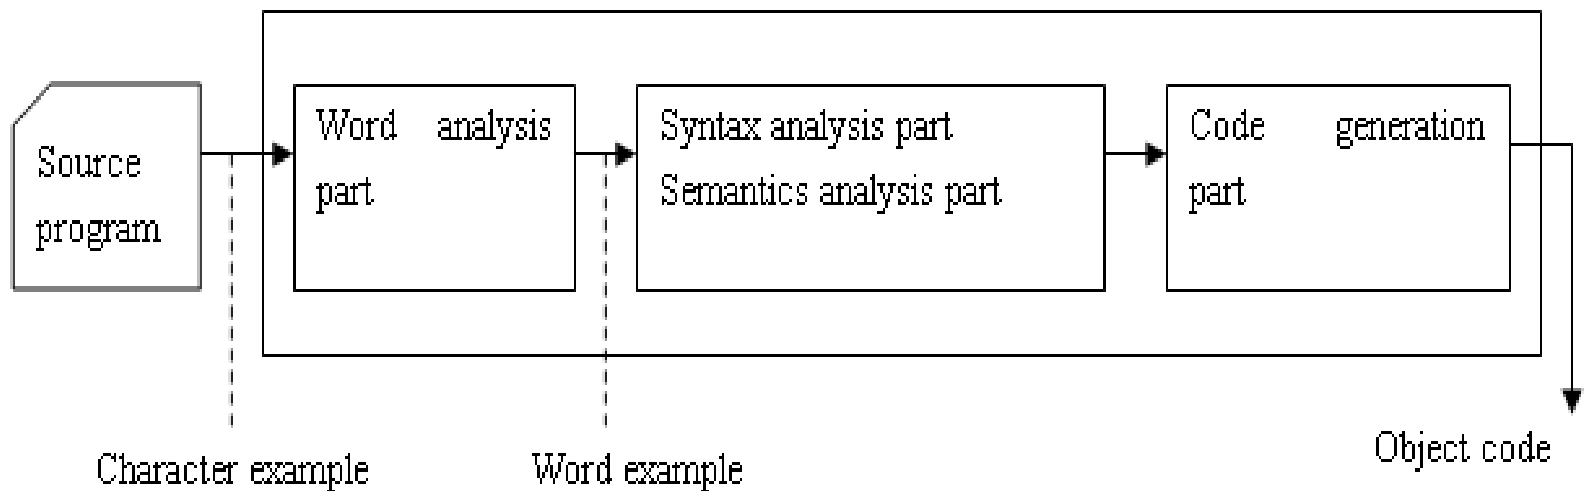 Source
program
Word analysis
part
Syntax analysis part
Semantics analysis part
Code generation
part
Character example
Word example
Object code